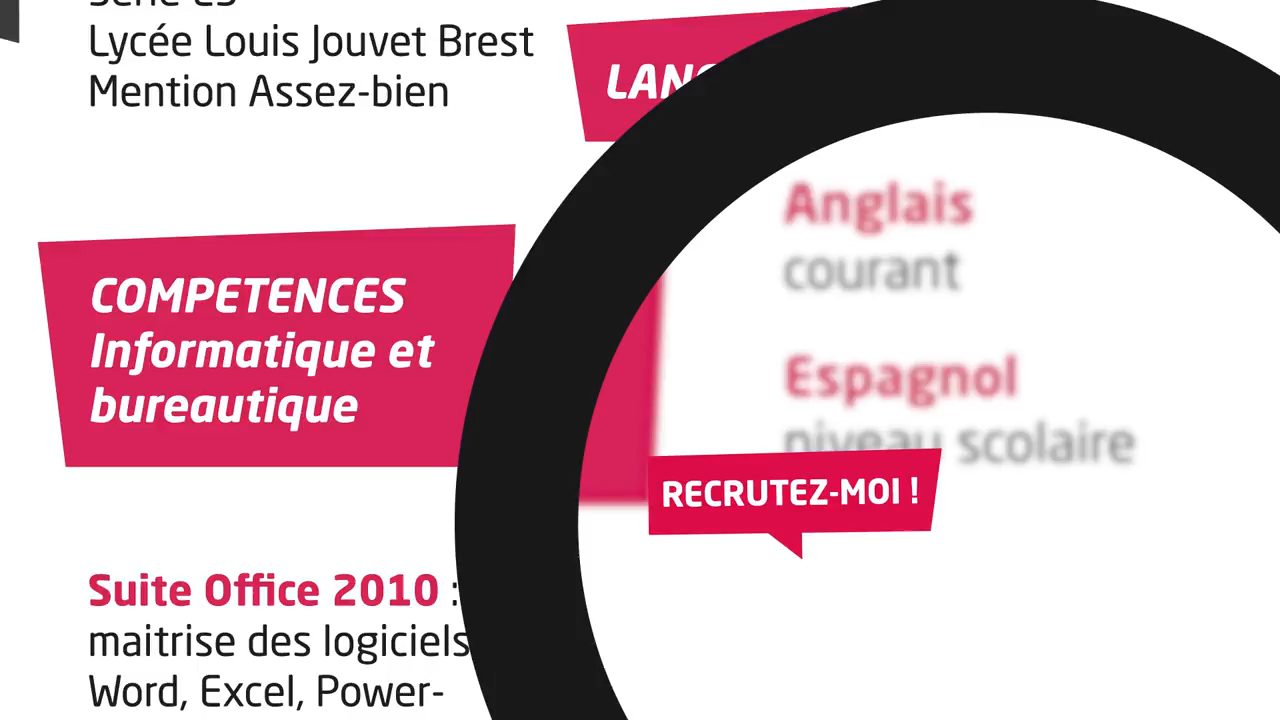 Lycée Louis Jouvet Brest
Mention Assez-bien
COMPETENCES
Informatique et
bureautique
Suite Office 2010 :
maitrise des logiciels
Word, Excel, Power-
Anglais
courant
Espagnol
niveau scolaire
RECRUTEZ-MOI !